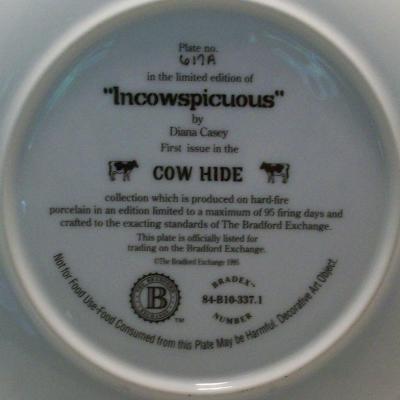 Plate no.
617A
in the limited edition of
"Incowspicuous"
by
Diana Casey
First issue in the
COW HIDE
collection which is produced on hard-fire
porcelain in an edition limited to a maximum of 95 firing days and
crafted to the exacting standards of The Bradford Exchange.
This plate is officially listed for
trading on the Bradford Exchange.
©The Bradford Exchange 1995
B
TM
BRADEX™
84-B10-337.1
NUMBER
Not for Food Use-Food Consumed from this Plate May be Harmful. Decorative Art Object.